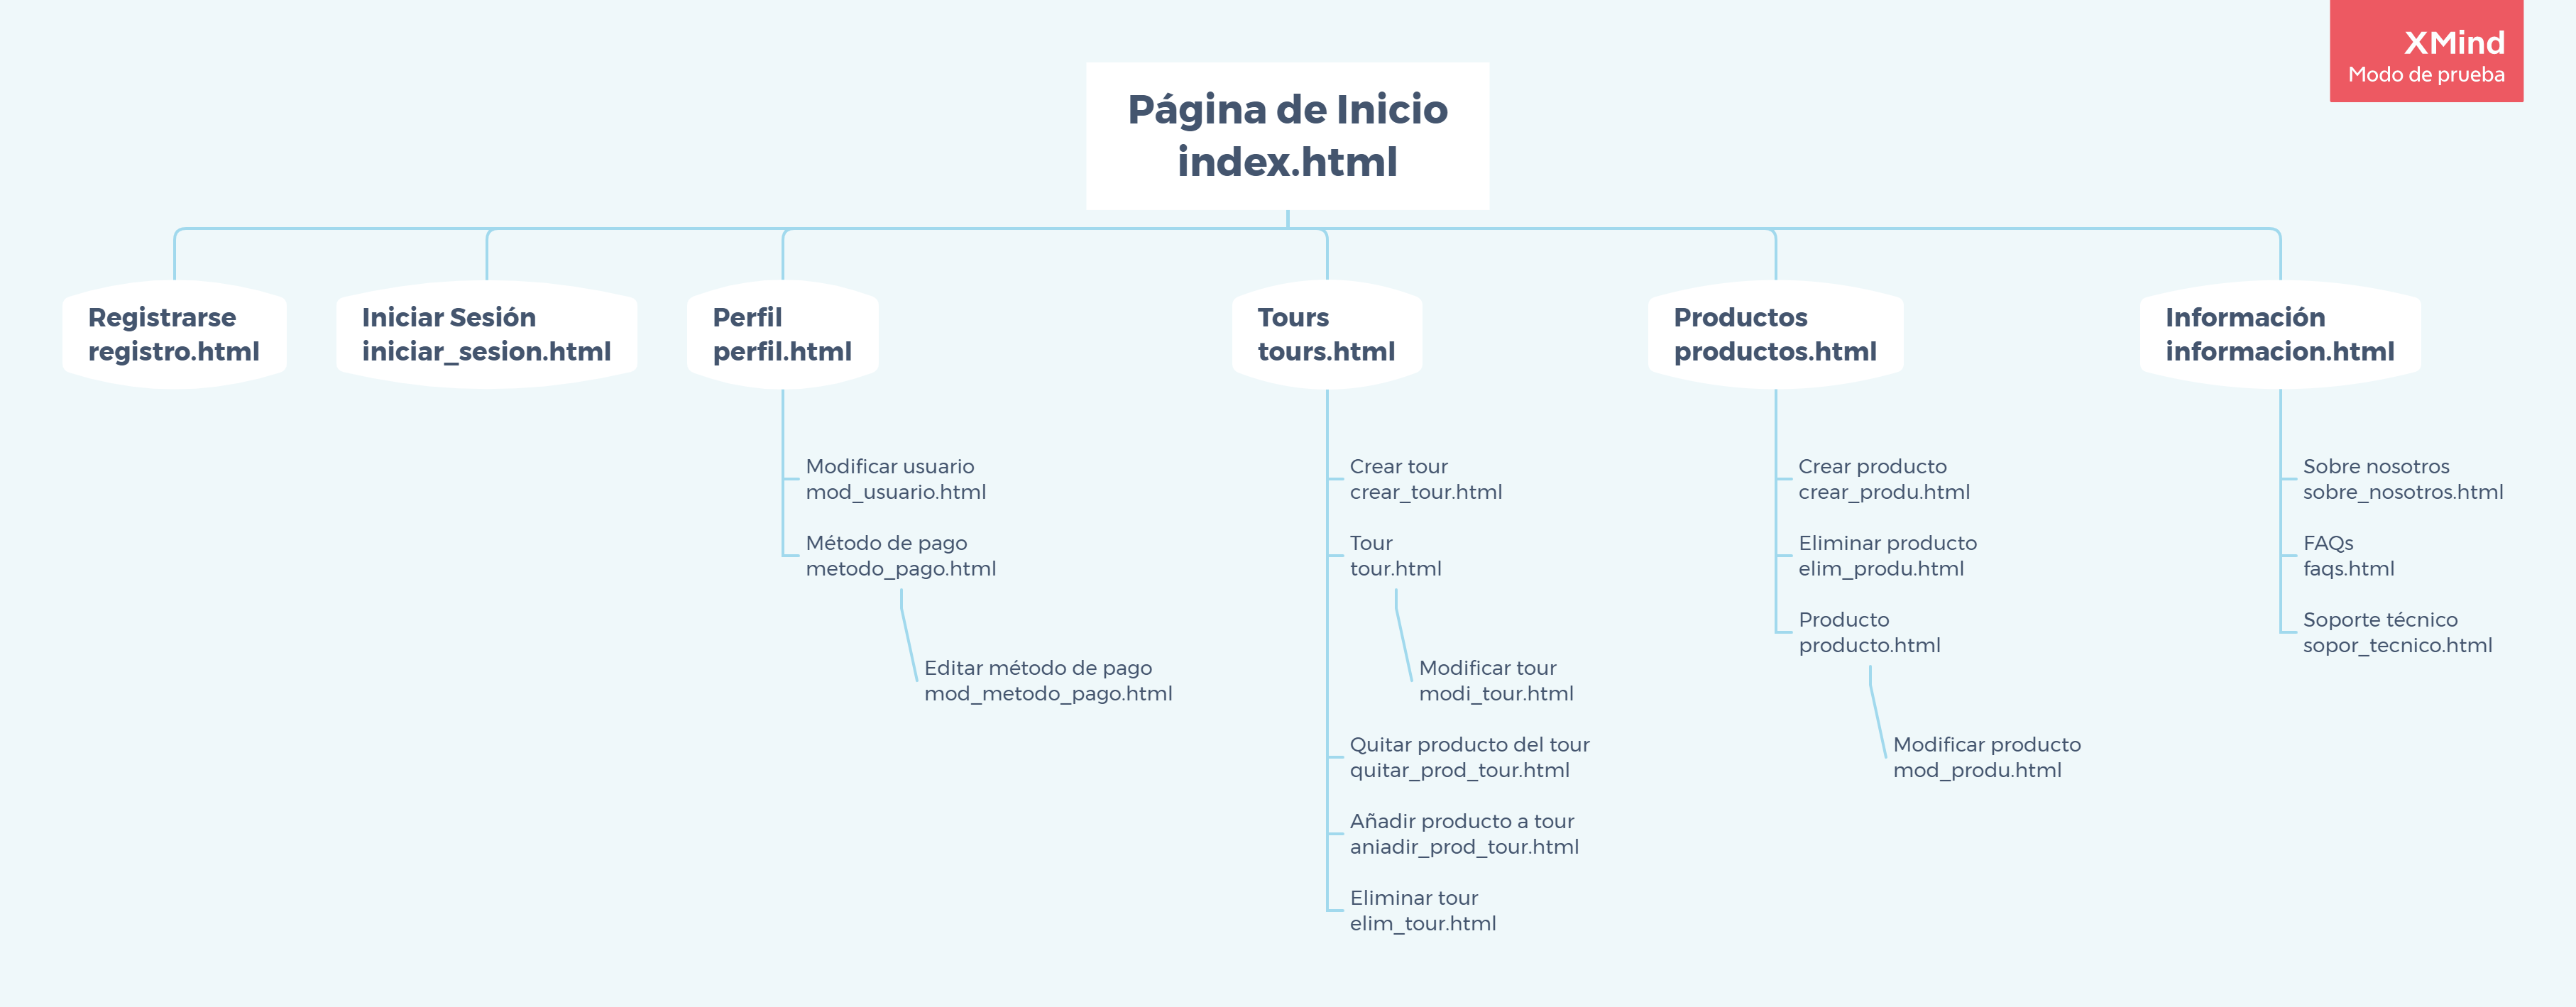 XMind
Modo de prueba
Página de Inicio
index.html
Registrarse
registro.html
Iniciar Sesión
iniciar_sesion.html
Perfil
perfil.html
Modificar usuario
mod_usuario.html
Método de pago
metodo_pago.html
Editar método de pago
mod_metodo_pago.html
Tours
tours.html
Crear tour
crear_tour.html
Tour
tour.html
Modificar tour
modi_tour.html
Quitar producto del tour
quitar_prod_tour.html
Añadir producto a tour
aniadir_prod_tour.html
Eliminar tour
elim_tour.html
Productos
productos.html
Crear producto
crear_produ.html
Eliminar producto
elim_produ.html
Producto
producto.html
Modificar producto
mod_produ.html
Información
informacion.html
Sobre nosotros
sobre_nosotros.html
FAQs
faqs.html
Soporte técnico
sopor_tecnico.html